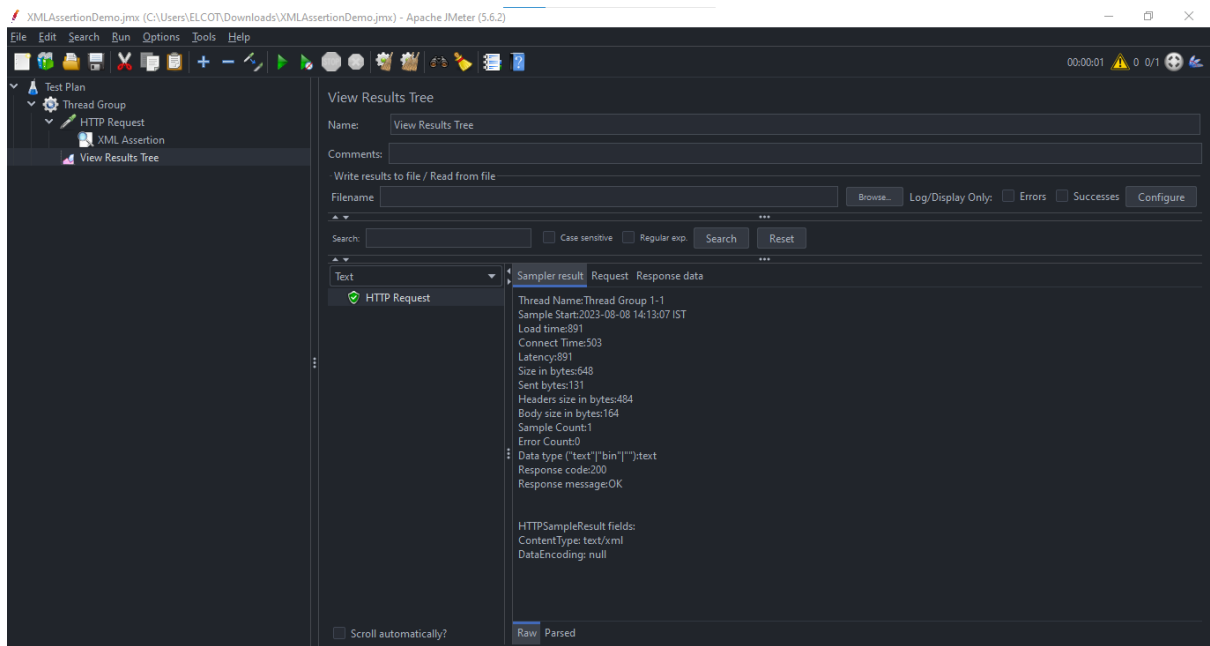 XMLAssertionDemo.jmx (C:\Users\ELCOT\Downloads\XMLAssertionDemo.jmx) - Apache JMeter (5.6.2)
File Edit Search Run Options Tools Help
00:00:01 0 0/1
Test Plan
Thread Group
HTTP Request
XML Assertion
View Results Tree
View Results Tree
Name: View Results Tree
Comments:
Write results to file / Read from file
Filename Browse... Log/Display Only: Errors Successes Configure
Search: Case sensitive Regular exp. Search Reset
Text
HTTP Request
Scroll automatically?
Sampler result Request Response data
Thread Name:Thread Group 1-1
Sample Start:2023-08-08 14:13:07 IST
Load time:891
Connect Time:503
Latency:891
Size in bytes:648
Sent bytes:131
Headers size in bytes:484
Body size in bytes:164
Sample Count:1
Error Count:0
Data type ("text"|"bin"|""):text
Response code:200
Response message:OK
HTTPSampleResult fields:
ContentType: text/xml
DataEncoding: null
Raw Parsed